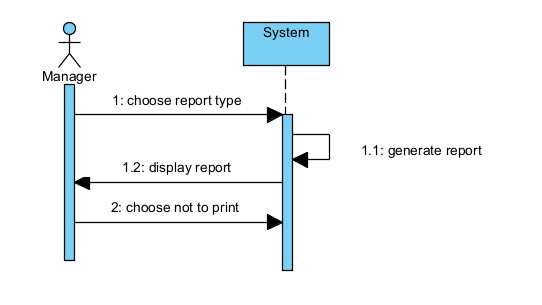 System
Manager
1: choose report type
1.1: generate report
1.2: display report
2: choose not to print